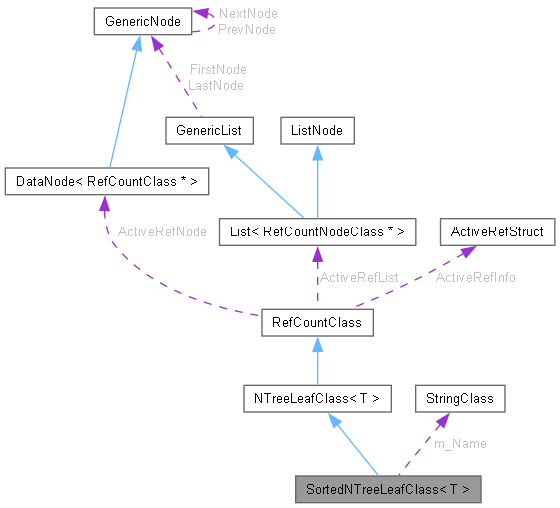 GenericNode
NextNode
PrevNode
FirstNode
LastNode
GenericList
ListNode
DataNode< RefCountClass * >
ActiveRefNode
List< RefCountNodeClass * >
ActiveRefStruct
ActiveRefList
ActiveRefInfo
RefCountClass
NTreeLeafClass< T >
StringClass
m_Name
SortedNTreeLeafClass< T >